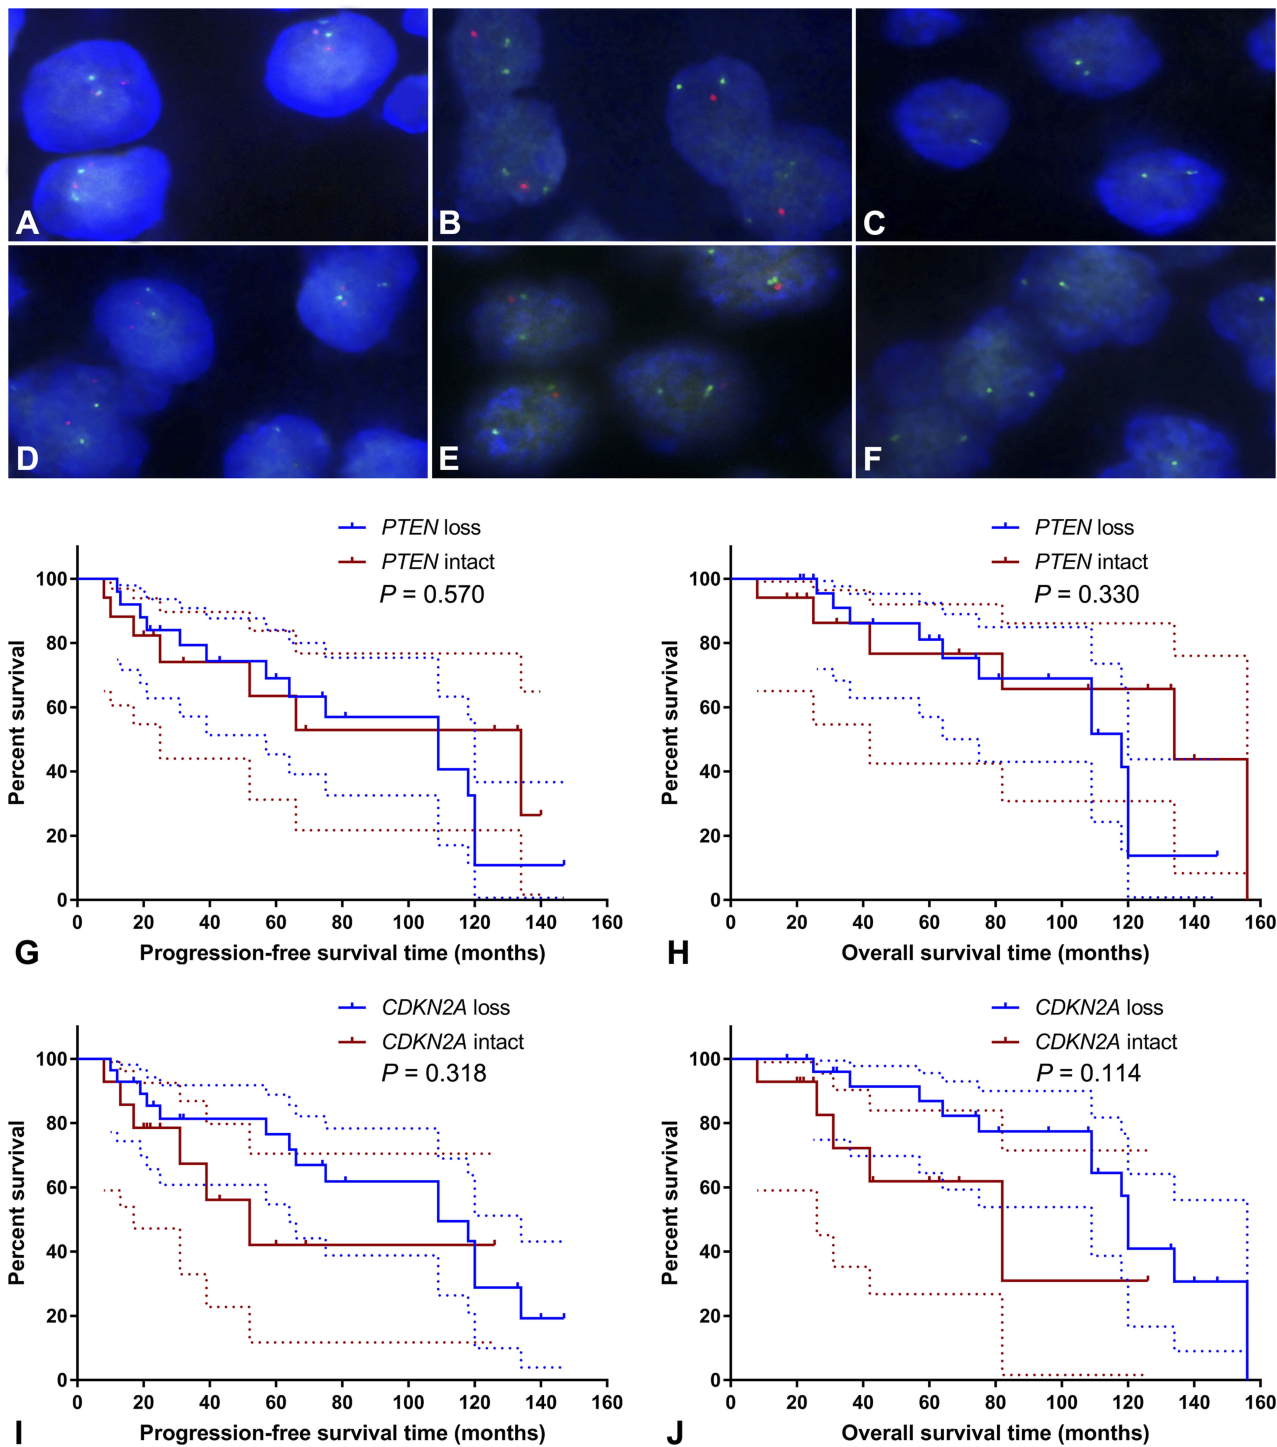 A
B
C
D
E
F
PTEN loss
PTEN intact
P = 0.570
100
80
60
40
20
0
Percent survival
0 20 40 60 80 100 120 140 160
Progression-free survival time (months)
G
PTEN loss
PTEN intact
P = 0.330
100
80
60
40
20
0
Percent survival
0 20 40 60 80 100 120 140 160
Overall survival time (months)
H
CDKN2A loss
CDKN2A intact
P = 0.318
100
80
60
40
20
0
Percent survival
0 20 40 60 80 100 120 140 160
Progression-free survival time (months)
I
CDKN2A loss
CDKN2A intact
P = 0.114
100
80
60
40
20
0
Percent survival
0 20 40 60 80 100 120 140 160
Overall survival time (months)
J